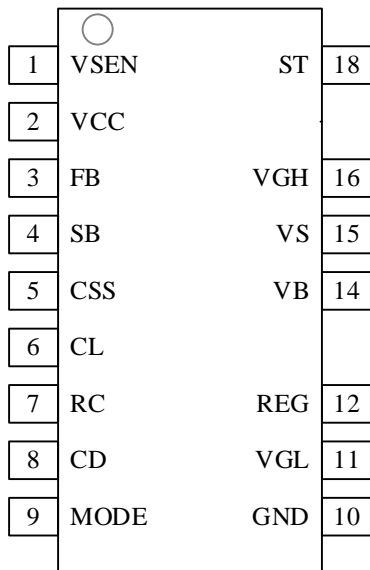 1 VSEN ST 18
2 VCC
3 FB VGH 16
4 SB VS 15
5 CSS VB 14
6 CL
7 RC REG 12
8 CD VGL 11
9 MODE GND 10